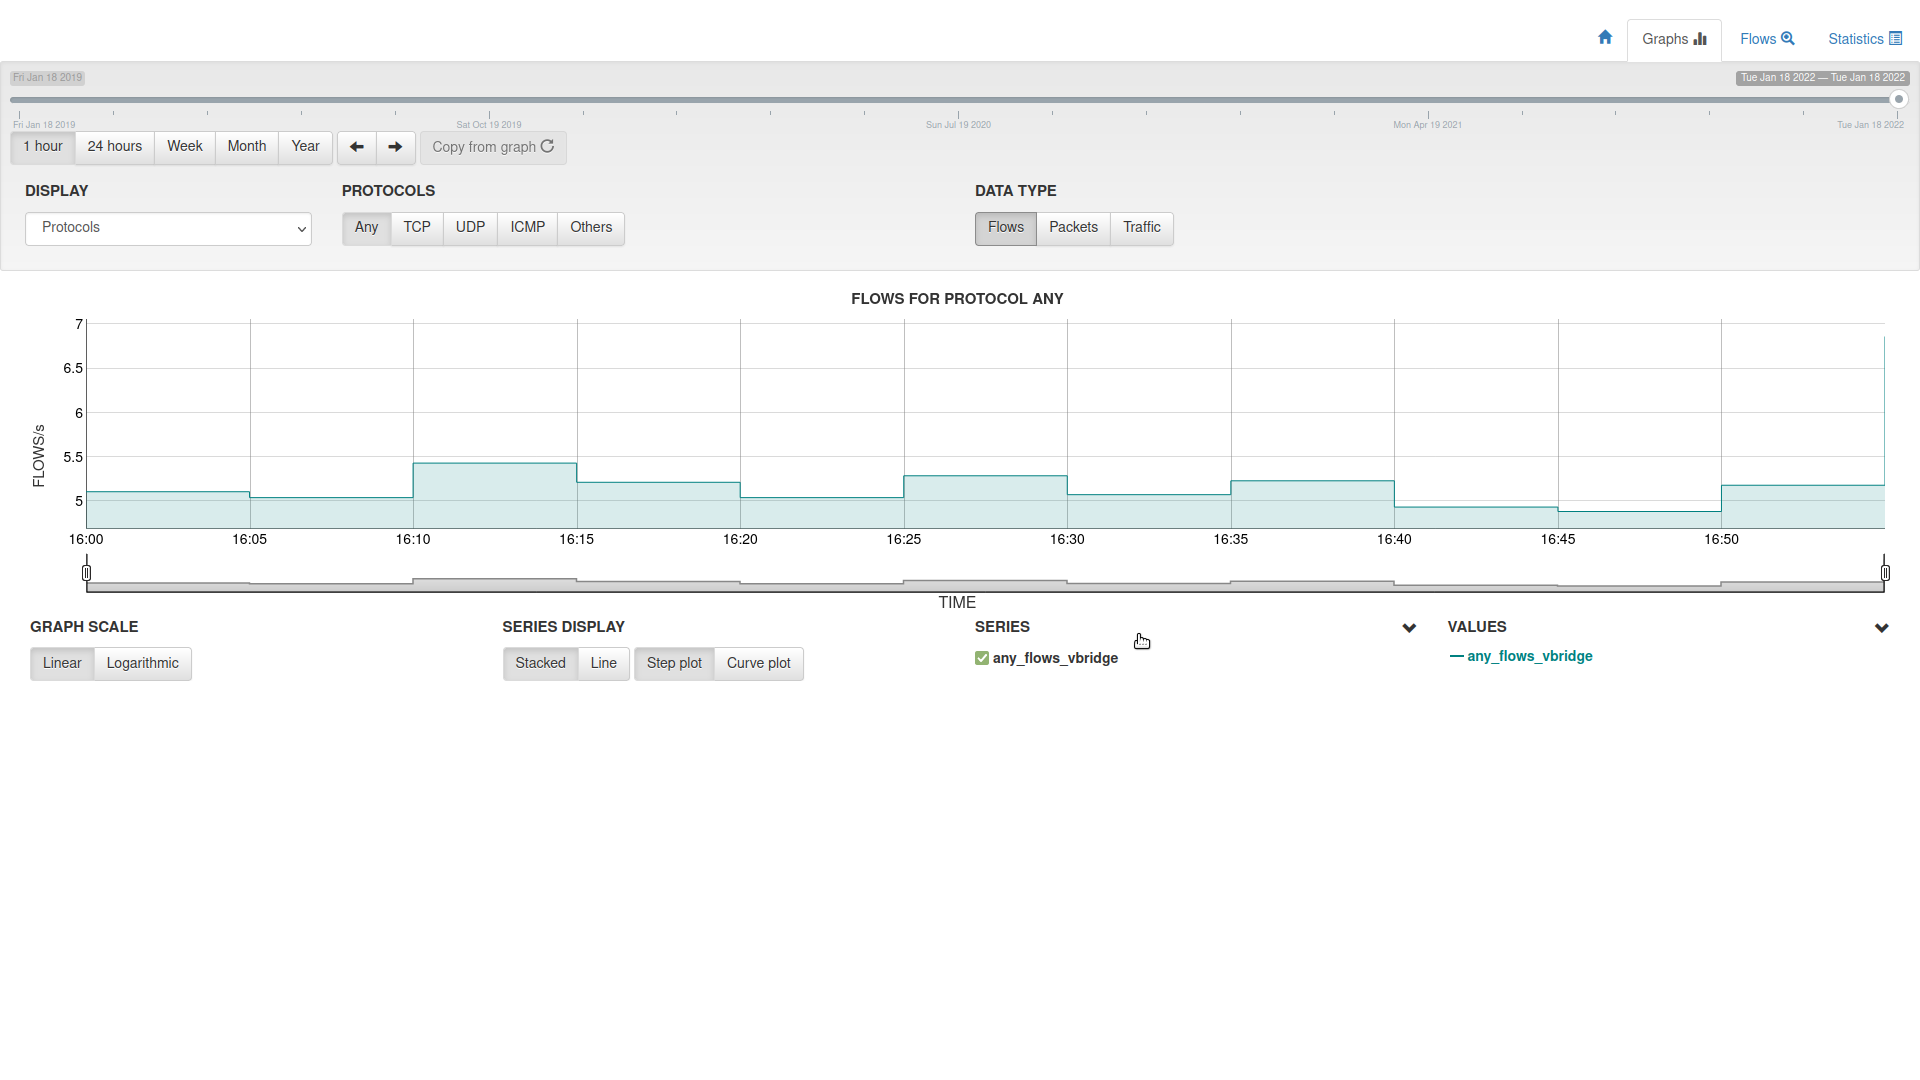 Graphs Flows Statistics
Fri Jan 18 2019 Tue Jan 18 2022 — Tue Jan 18 2022
Fri Jan 18 2019 Sat Oct 19 2019 Sun Jul 19 2020 Mon Apr 19 2021 Tue Jan 18 2022
1 hour 24 hours Week Month Year Copy from graph
DISPLAY PROTOCOLS DATA TYPE
Protocols Any TCP UDP ICMP Others Flows Packets Traffic
FLOWS FOR PROTOCOL ANY
7
6.5
6
5.5
5
FLOWS/s
16:00 16:05 16:10 16:15 16:20 16:25 16:30 16:35 16:40 16:45 16:50
TIME
GRAPH SCALE SERIES DISPLAY SERIES VALUES
Linear Logarithmic Stacked Line Step plot Curve plot any_flows_vbridge any_flows_vbridge